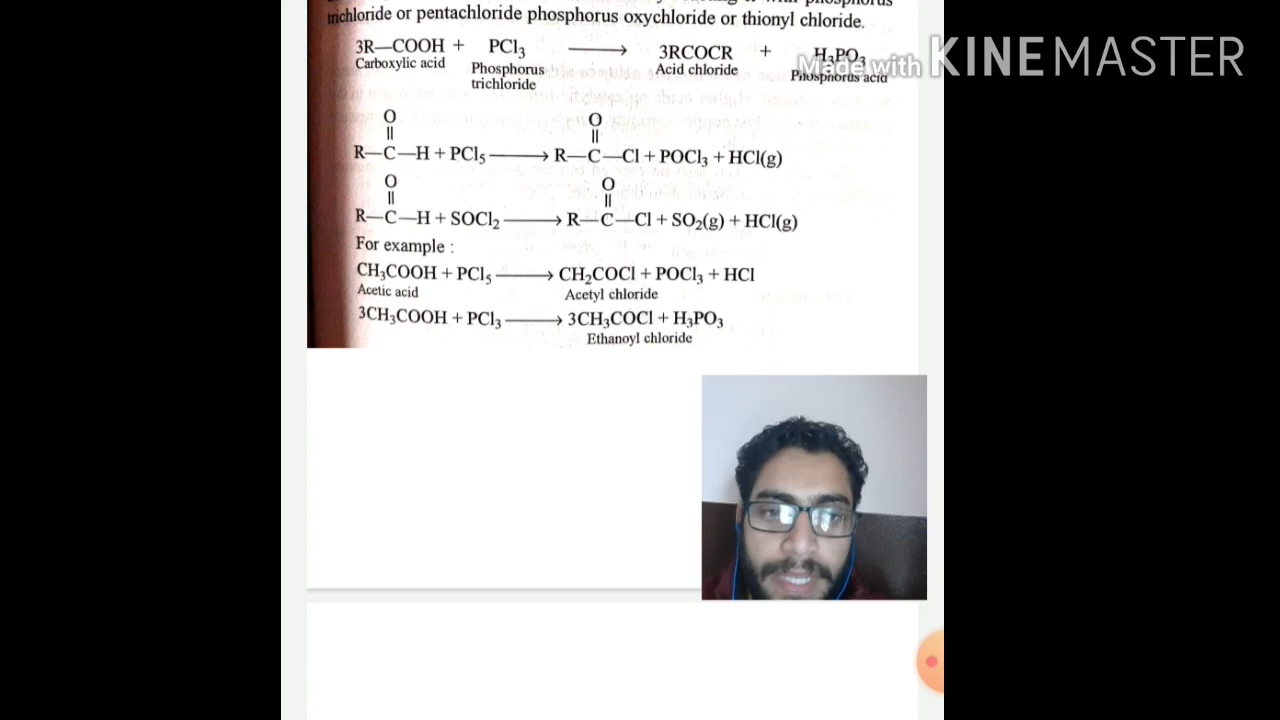 trichloride or pentachloride phosphorus oxychloride or thionyl chloride.
3R—COOH + PCl₃ ⟶ 3RCOCR + H₃PO₃
Carboxylic acid Phosphorus trichloride Acid chloride Phosphorus acid
O O
|| ||
R—C—H + PCl₅ ⟶ R—C—Cl + POCl₃ + HCl(g)
O O
|| ||
R—C—H + SOCl₂ ⟶ R—C—Cl + SO₂(g) + HCl(g)
For example :
CH₃COOH + PCl₅ ⟶ CH₂COCl + POCl₃ + HCl
Acetic acid Acetyl chloride
3CH₃COOH + PCl₃ ⟶ 3CH₃COCl + H₃PO₃
Ethanoyl chloride
Made with KINEMASTER